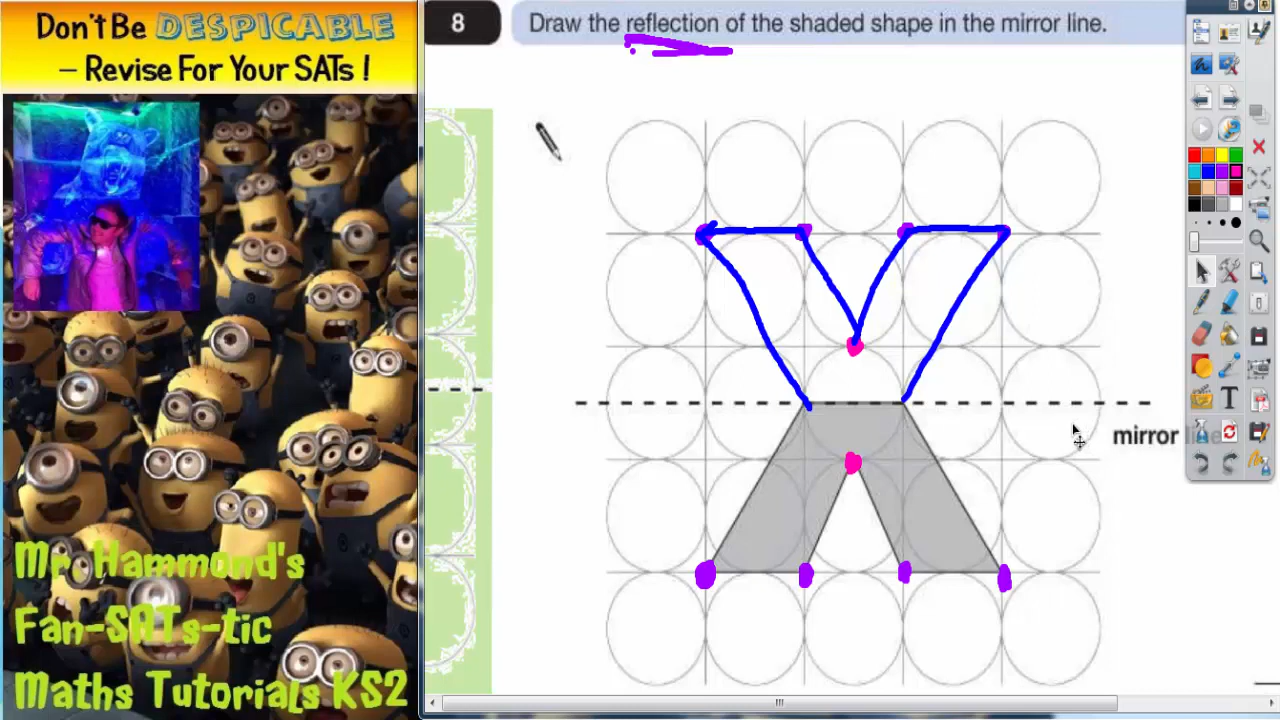 Don't Be DESPICABLE
– Revise For Your SATs !
Mr. Hammond's
Fan-SATs-tic
Maths Tutorials KS2
8
Draw the reflection of the shaded shape in the mirror line.
mirror line